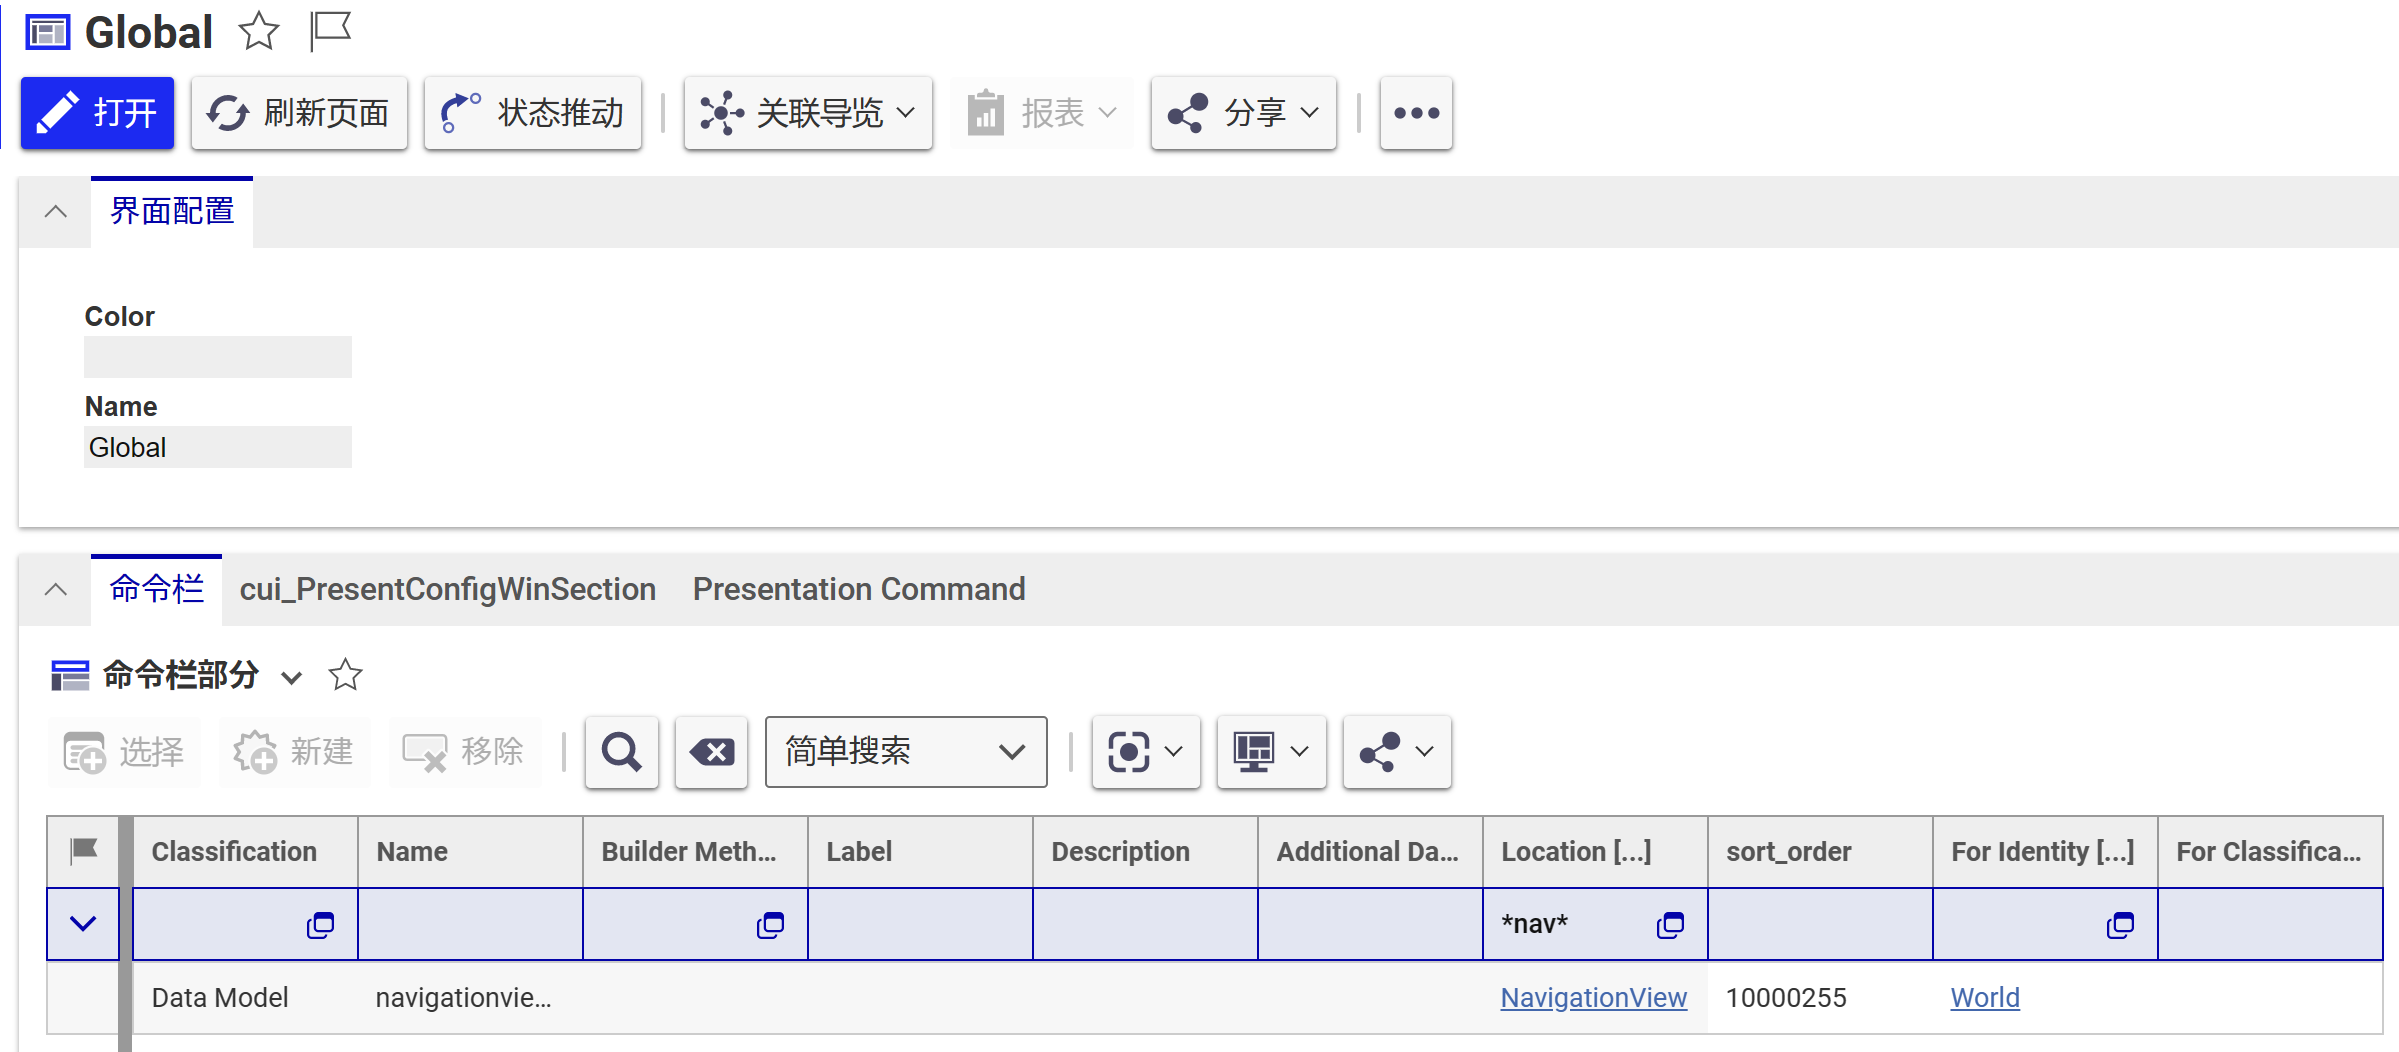 Global
打开 刷新页面 状态推动 关联导览 报表 分享
界面配置
Color
Name
Global
命令栏 cui_PresentConfigWinSection Presentation Command
命令栏部分
选择 新建 移除 简单搜索
Classification Name Builder Meth... Label Description Additional Da... Location [...] sort_order For Identity [...] For Classifica...
*nav*
Data Model navigationvie... NavigationView 10000255 World